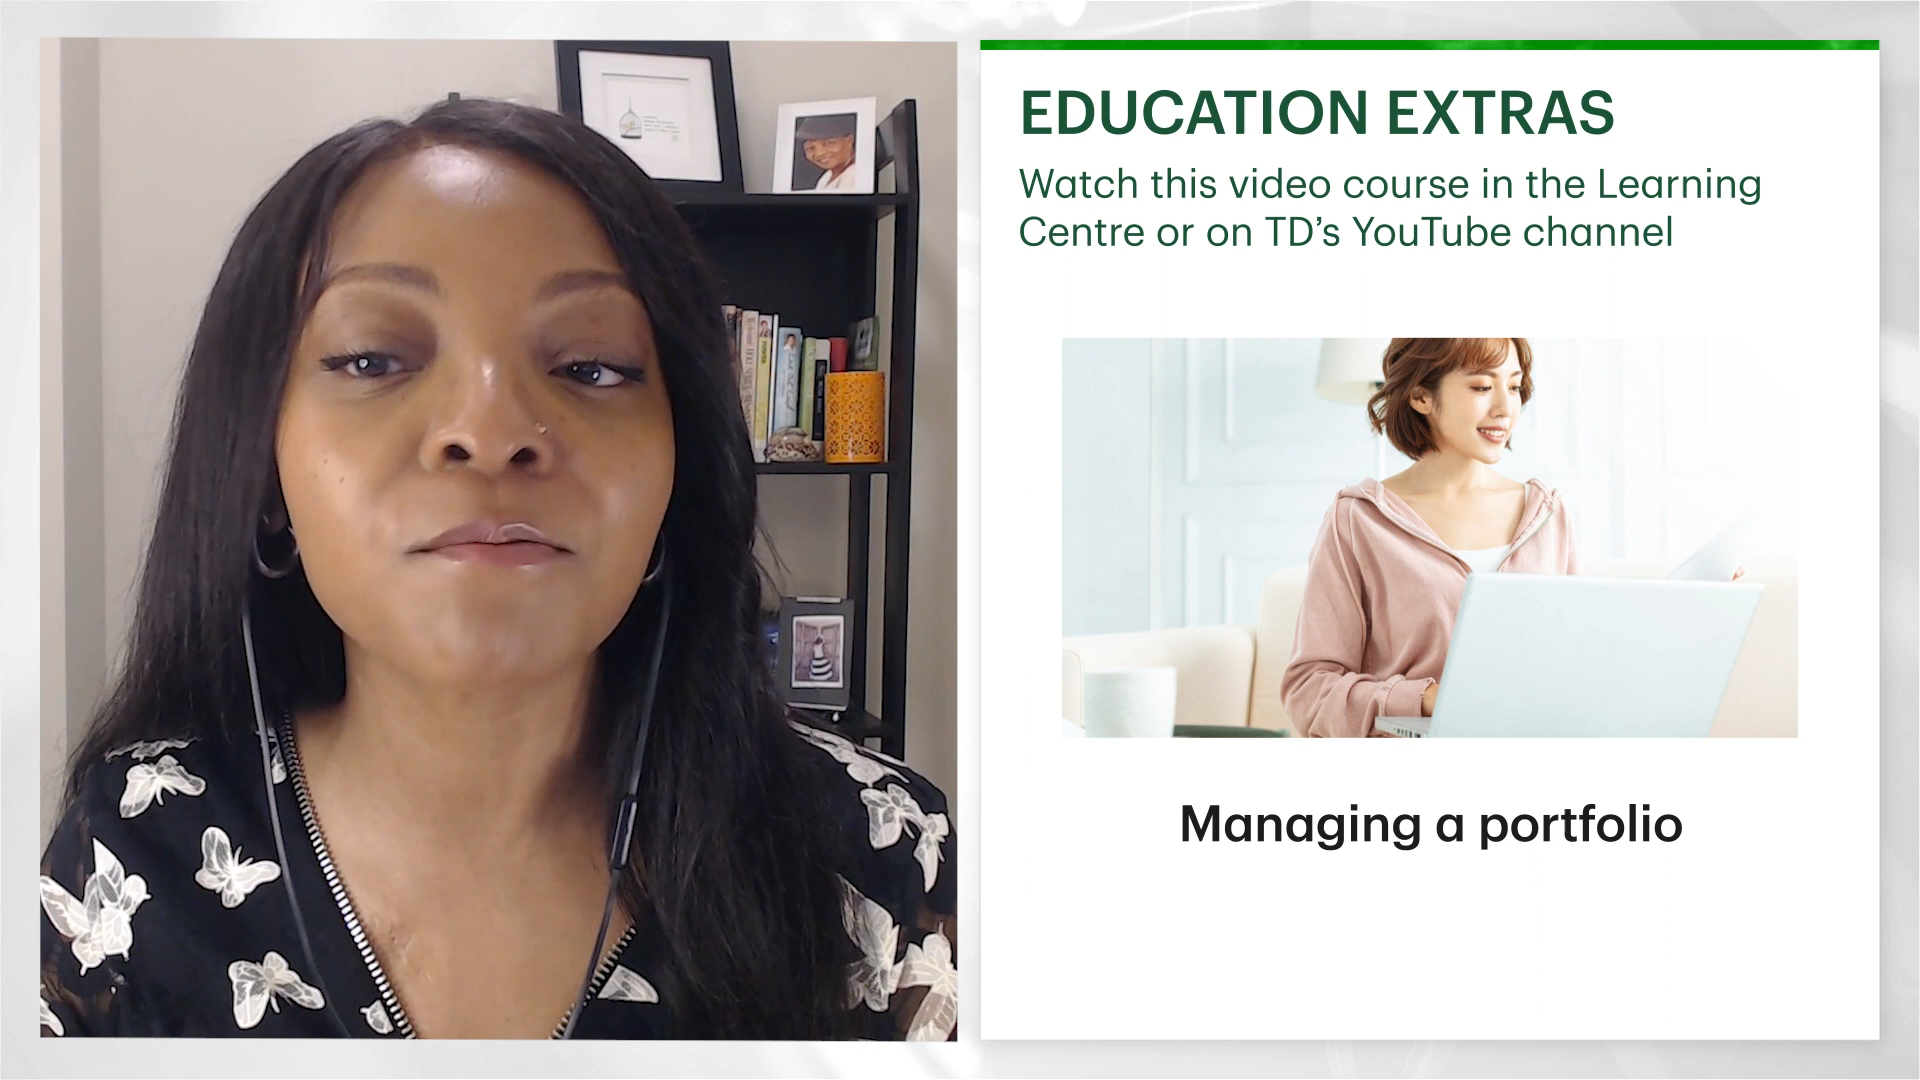 EDUCATION EXTRAS
Watch this video course in the Learning
Centre or on TD’s YouTube channel
Managing a portfolio